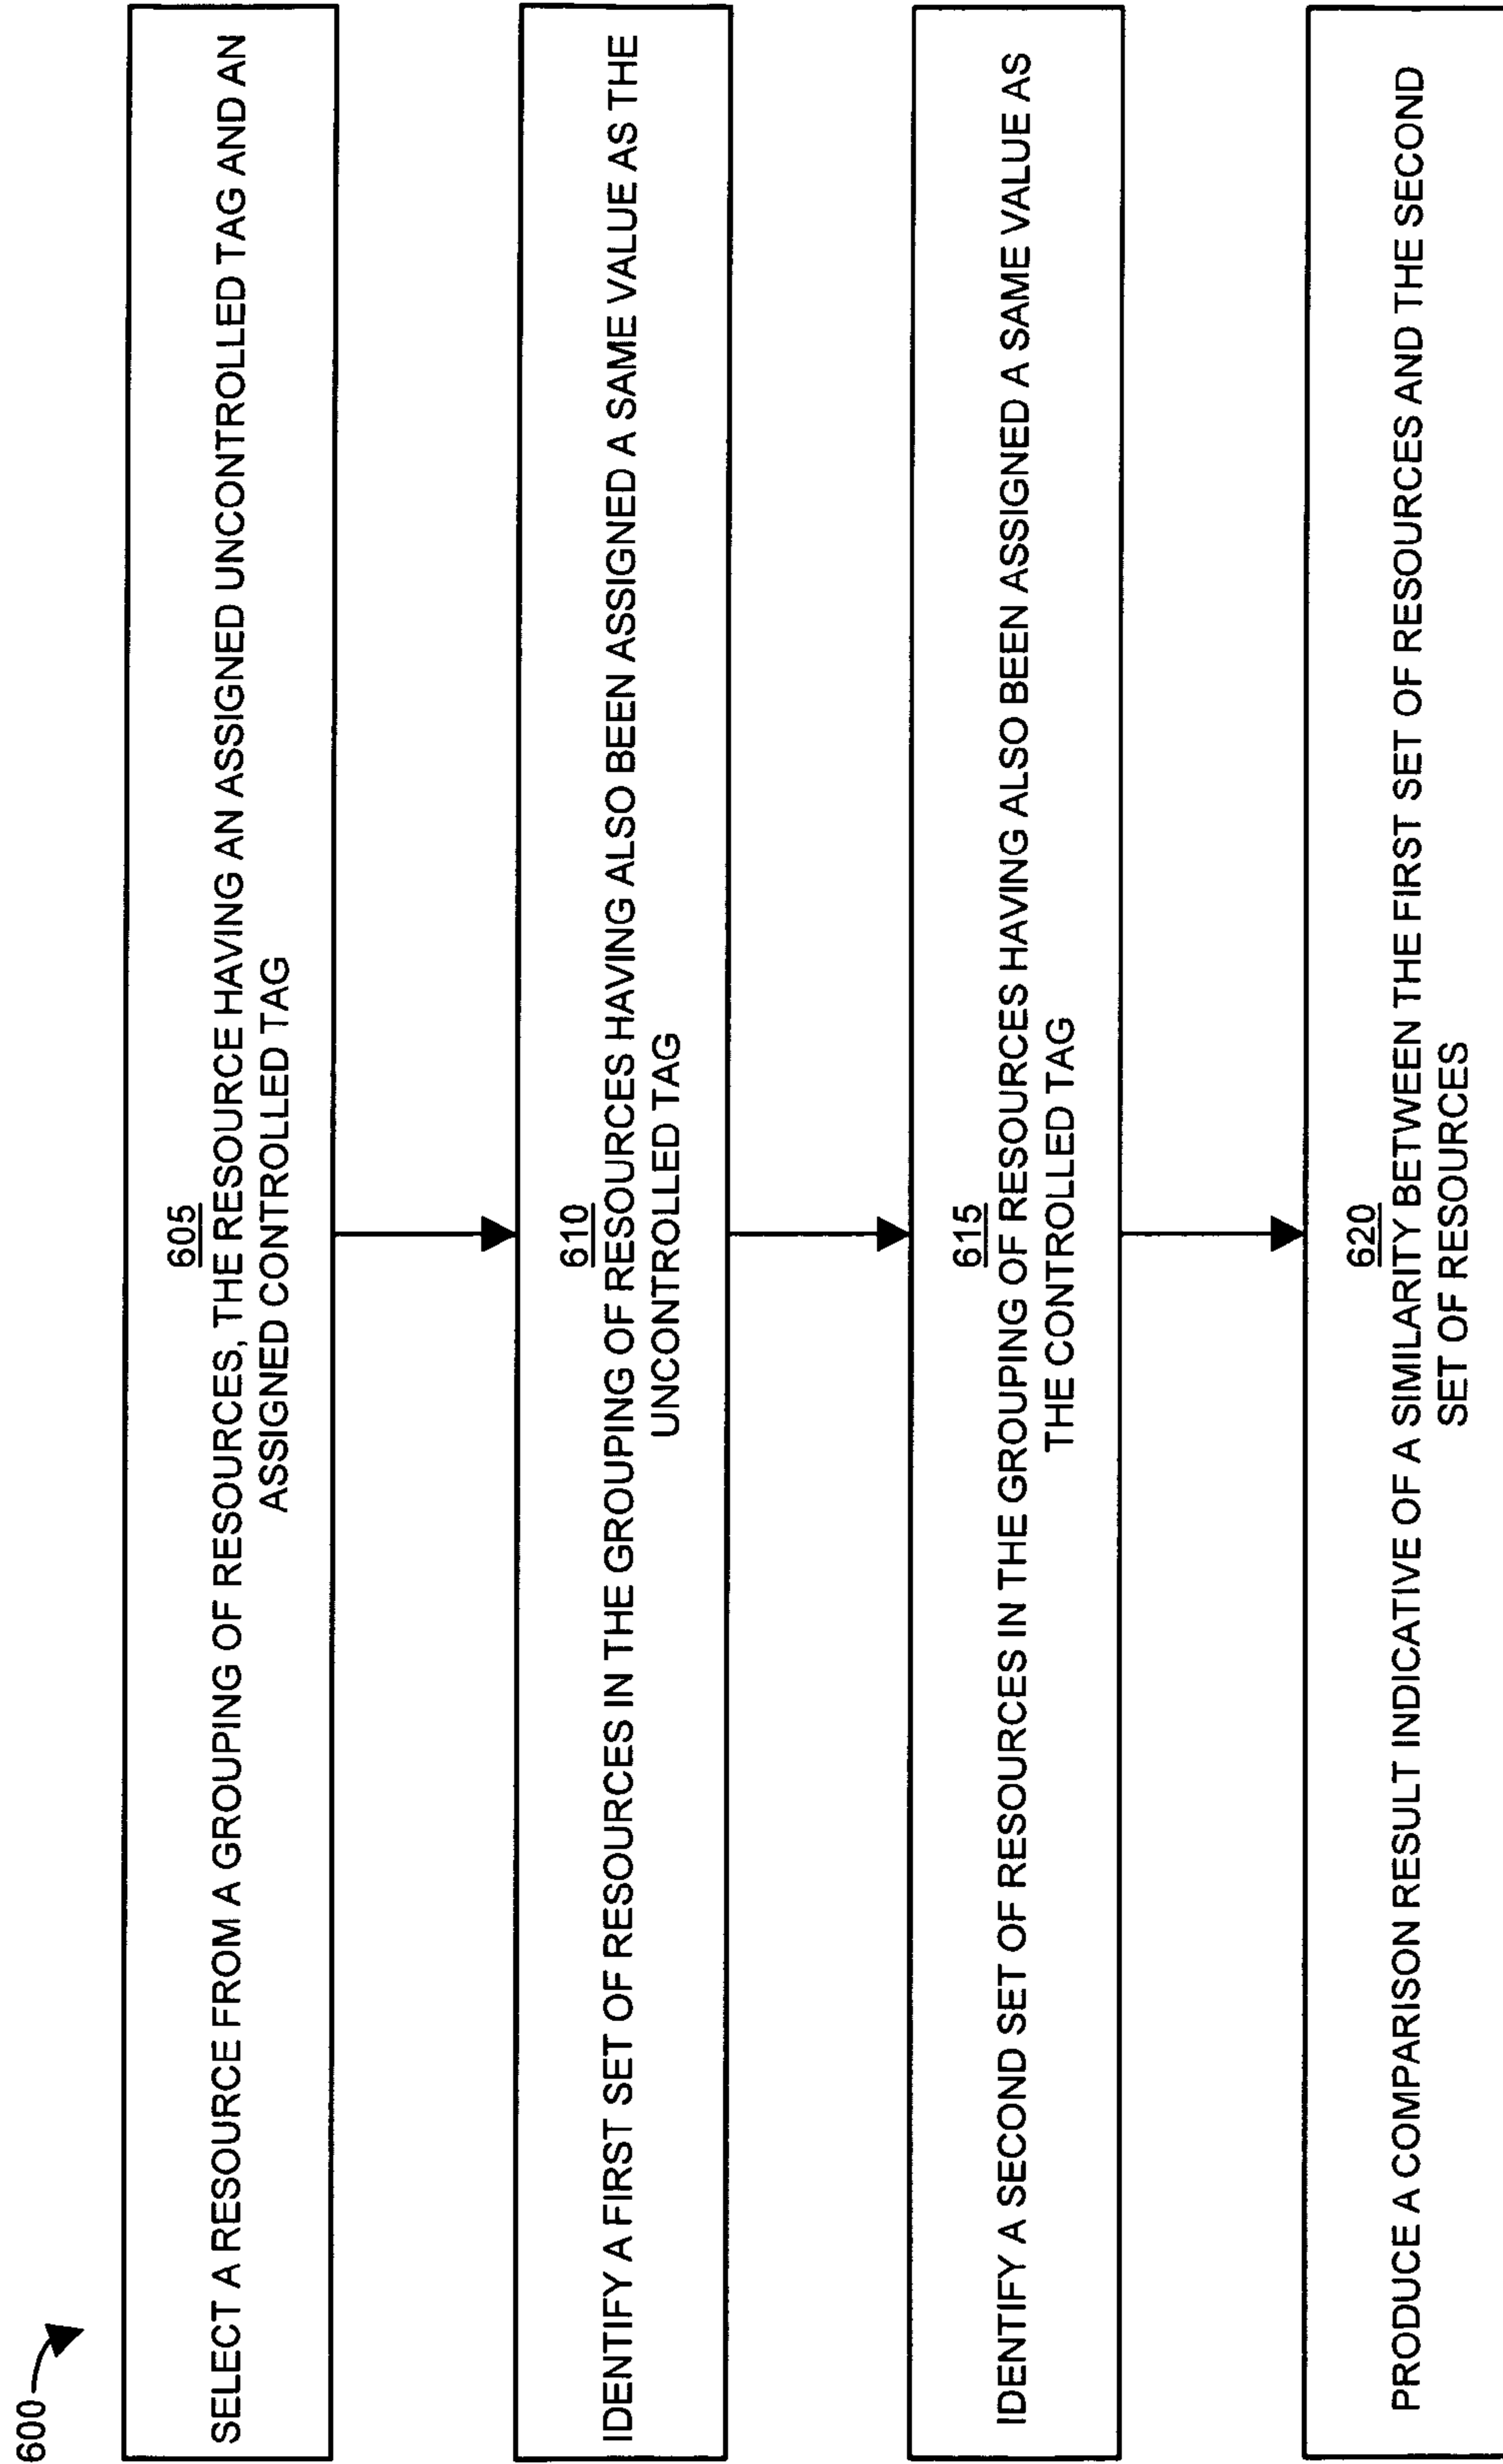 600
605
SELECT A RESOURCE FROM A GROUPING OF RESOURCES, THE RESOURCE HAVING AN ASSIGNED UNCONTROLLED TAG AND AN
ASSIGNED CONTROLLED TAG
610
IDENTIFY A FIRST SET OF RESOURCES IN THE GROUPING OF RESOURCES HAVING ALSO BEEN ASSIGNED A SAME VALUE AS THE
UNCONTROLLED TAG
615
IDENTIFY A SECOND SET OF RESOURCES IN THE GROUPING OF RESOURCES HAVING ALSO BEEN ASSIGNED A SAME VALUE AS
THE CONTROLLED TAG
620
PRODUCE A COMPARISON RESULT INDICATIVE OF A SIMILARITY BETWEEN THE FIRST SET OF RESOURCES AND THE SECOND
SET OF RESOURCES